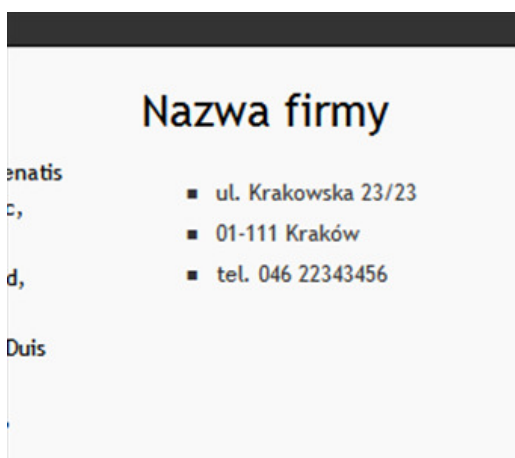 Nazwa firmy
enatis
c,
d,
Duis
,
ul. Krakowska 23/23
01-111 Kraków
tel. 046 22343456